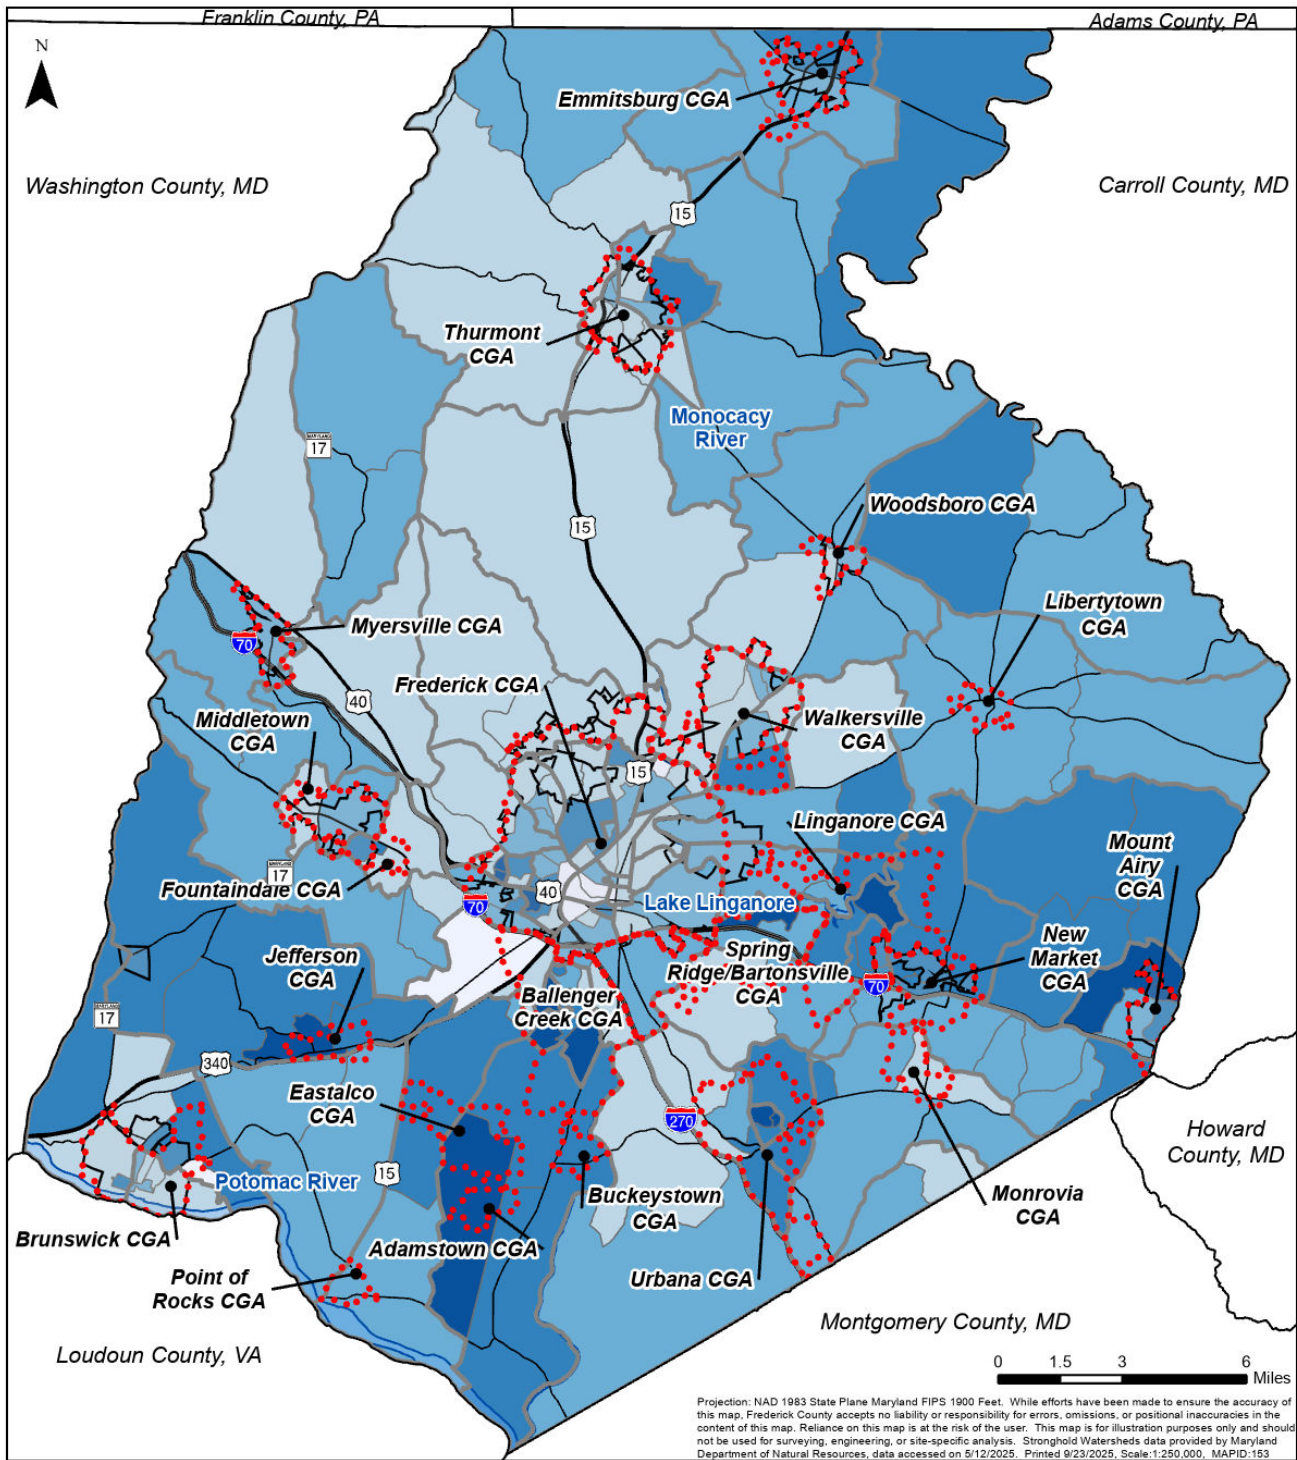 Franklin County, PA
Adams County, PA
N
Emmitsburg CGA
Washington County, MD
Carroll County, MD
15
Thurmont
CGA
Monocacy
River
MARYLAND
17
Woodsboro CGA
15
Libertytown
CGA
Myersville CGA
70
Frederick CGA
40
Middletown
CGA
Walkersville
CGA
15
Linganore CGA
Mount
Airy
CGA
MARYLAND
17
Fountaindale CGA
40
70
Lake Linganore
New
Market
CGA
Spring
Ridge/Bartonsville
CGA
Jefferson
CGA
70
Ballenger
Creek CGA
MARYLAND
17
340
Eastalco
CGA
270
Howard
County, MD
15
Potomac River
Buckeystown
CGA
Monrovia
CGA
Brunswick CGA
Adamstown CGA
Point of
Rocks CGA
Urbana CGA
Montgomery County, MD
Loudoun County, VA
0 1.5 3 6
Miles
Projection: NAD 1983 State Plane Maryland FIPS 1900 Feet. While efforts have been made to ensure the accuracy of
this map, Frederick County accepts no liability or responsibility for errors, omissions, or positional inaccuracies in the
content of this map. Reliance on this map is at the risk of the user. This map is for illustration purposes only and should
not be used for surveying, engineering, or site-specific analysis. Stronghold Watersheds data provided by Maryland
Department of Natural Resources, data accessed on 5/12/2025. Printed 9/23/2025, Scale:1:250,000, MAPID:153